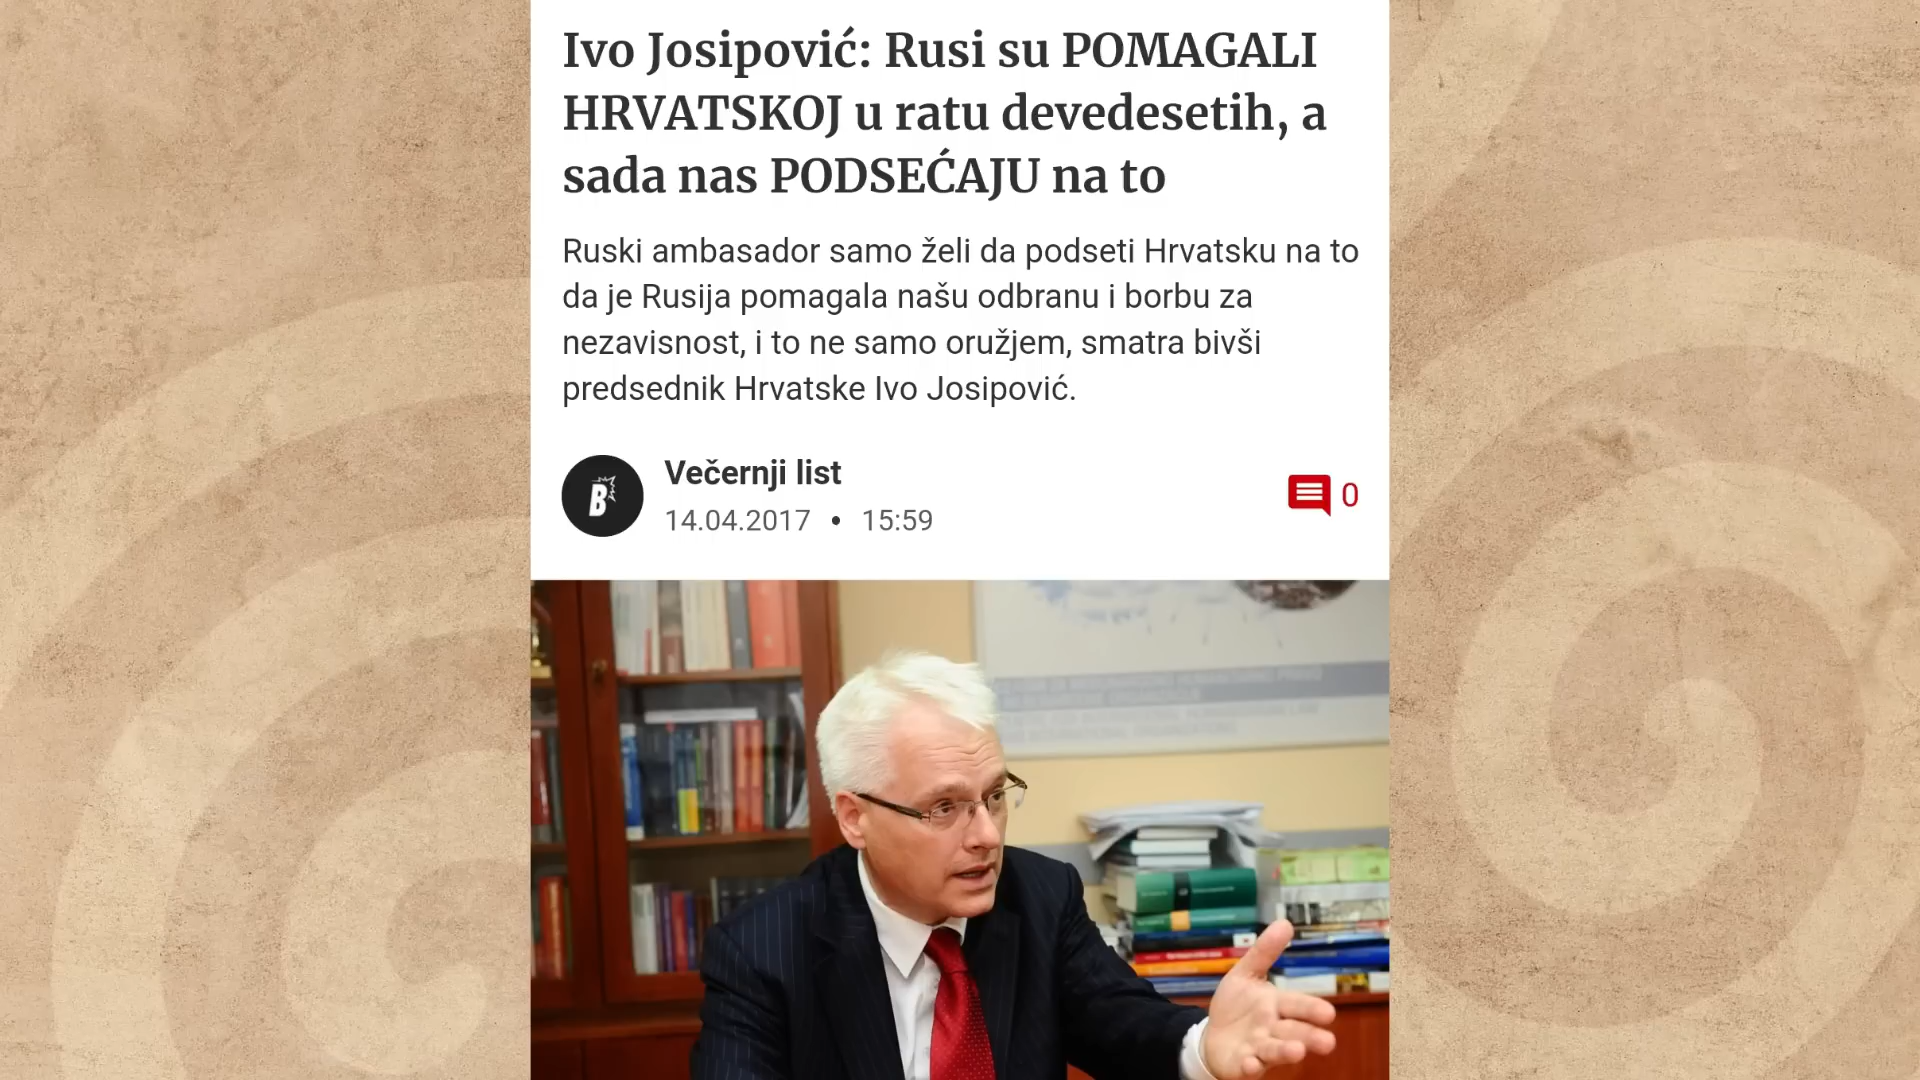 Ivo Josipović: Rusi su POMAGALI
HRVATSKOJ u ratu devedesetih, a
sada nas PODSEĆAJU na to
Ruski ambasador samo želi da podseti Hrvatsku na to
da je Rusija pomagala našu odbranu i borbu za
nezavisnost, i to ne samo oružjem, smatra bivši
predsednik Hrvatske Ivo Josipović.
B
Večernji list
14.04.2017 • 15:59
0